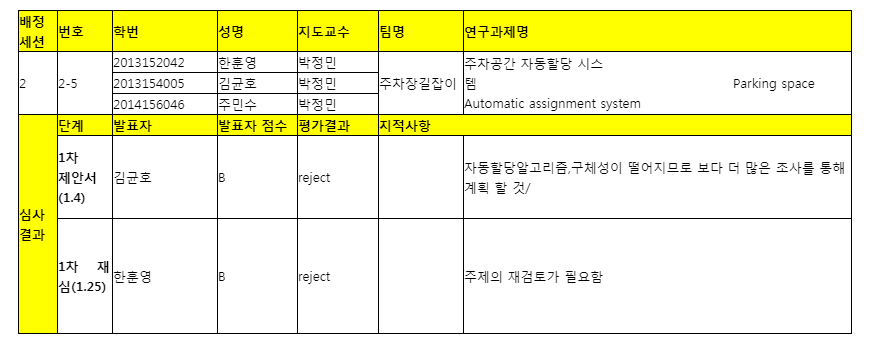 배정 세션 번호 학번 성명 지도교수 팀명 연구과제명
2 2-5 2013152042 한훈영 박정민 주차장길잡이 주차공간 자동할당 시스
템 Parking space
Automatic assignment system
2013154005 김균호 박정민
2014156046 주민수 박정민
심사 결과 단계 발표자 발표자 점수 평가결과 지적사항
1차
제안서
(1.4)
김균호 B reject
자동할당알고리즘,구체성이 떨어지므로 보다 더 많은 조사를 통해
계획 할 것/
1차 재
심(1.25)
한훈영 B reject 주제의 재검토가 필요함